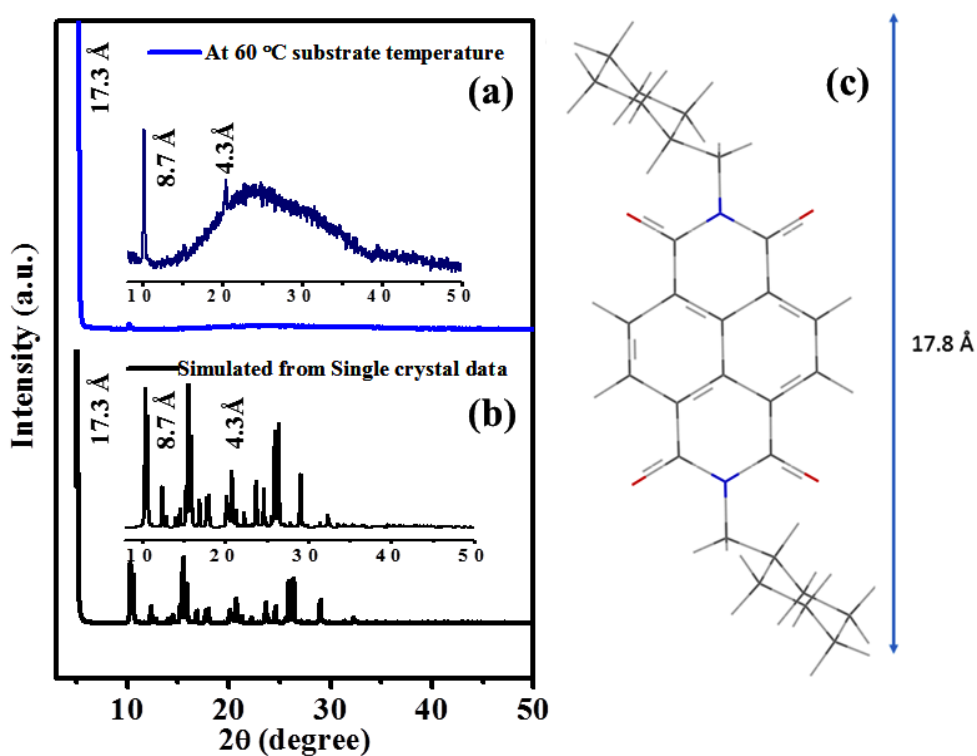 At 60 °C substrate temperature
(a)
17.3 Å
8.7 Å
4.3Å
10 20 30 40 50
Simulated from Single crystal data
(b)
17.3 Å
8.7 Å
4.3Å
10 20 30 40 50
10 20 30 40 50
2θ (degree)
Intensity (a.u.)
(c)
17.8 Å